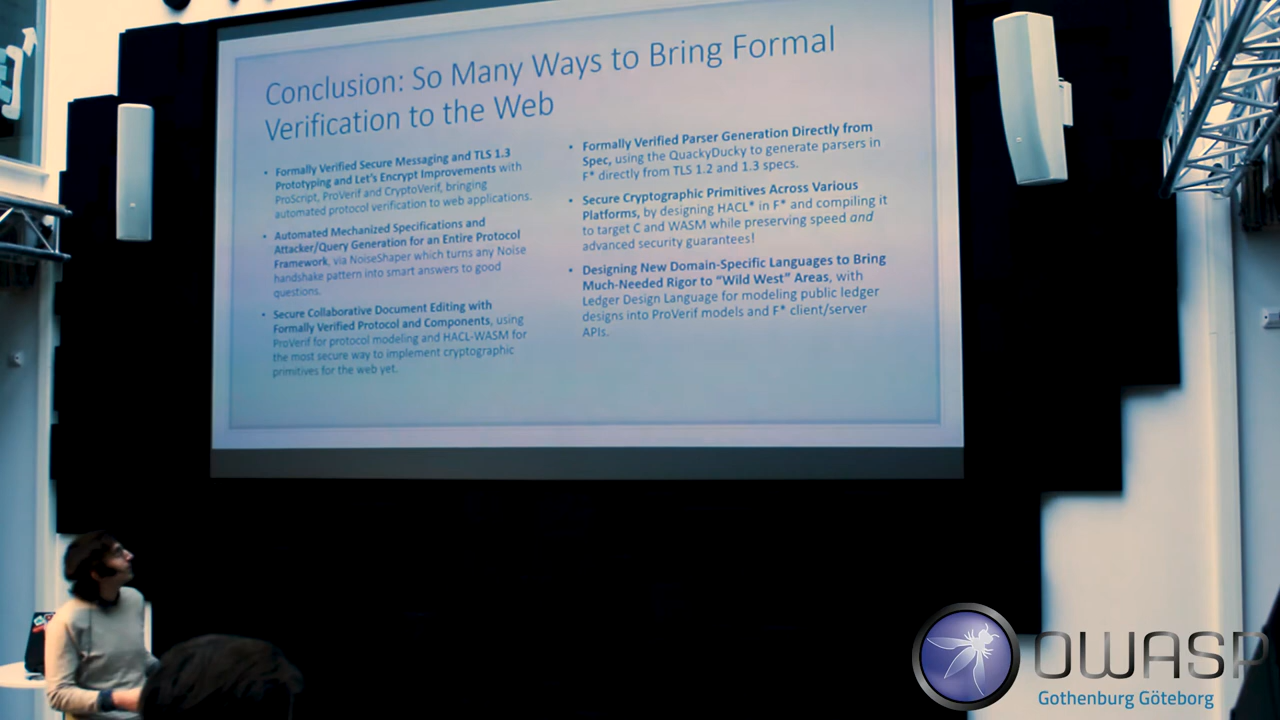 Conclusion: So Many Ways to Bring Formal
Verification to the Web
• Formally Verified Secure Messaging and TLS 1.3
Prototyping and Let's Encrypt Improvements with
ProScript, ProVerif and CryptoVerif, bringing
automated protocol verification to web applications.
• Automated Mechanized Specifications and
Attacker/Query Generation for an Entire Protocol
Framework, via NoiseShaper which turns any Noise
handshake pattern into smart answers to good
questions.
• Secure Collaborative Document Editing with
Formally Verified Protocol and Components, using
ProVerif for protocol modeling and HACL-WASM for
the most secure way to implement cryptographic
primitives for the web yet.
• Formally Verified Parser Generation Directly from
Spec, using the QuackyDucky to generate parsers in
F* directly from TLS 1.2 and 1.3 specs.
• Secure Cryptographic Primitives Across Various
Platforms, by designing HACL* in F* and compiling it
to target C and WASM while preserving speed and
advanced security guarantees!
• Designing New Domain-Specific Languages to Bring
Much-Needed Rigor to “Wild West” Areas, with
Ledger Design Language for modeling public ledger
designs into ProVerif models and F* client/server
APIs.
OWASP
Gothenburg Göteborg